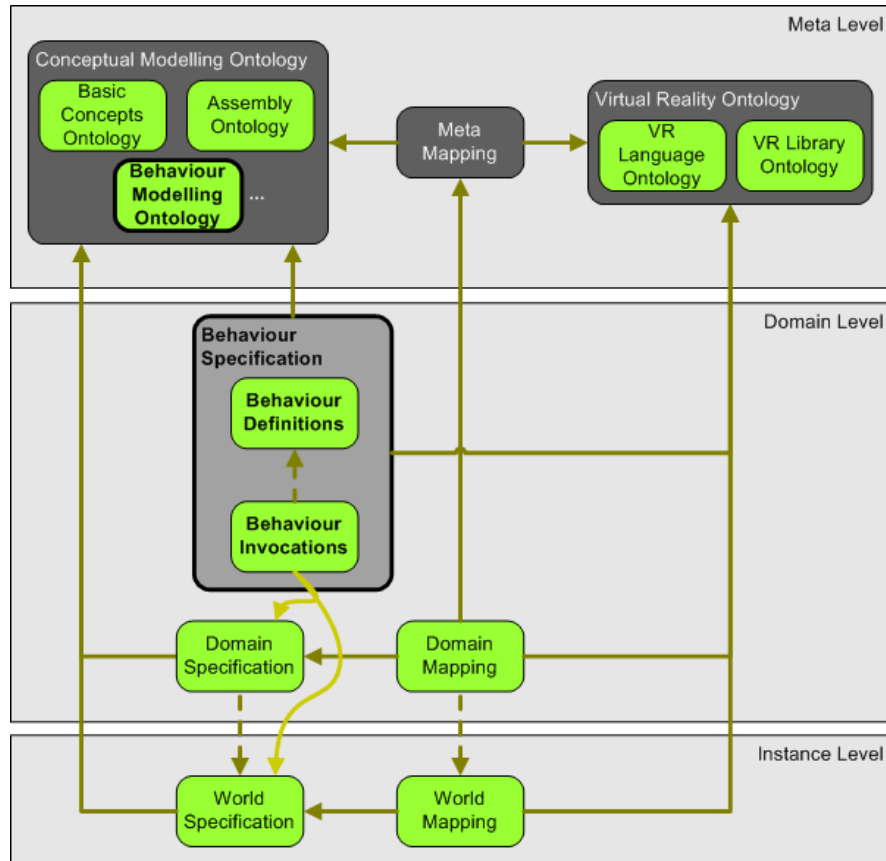 Meta Level
Conceptual Modelling Ontology
Basic
Concepts
Ontology
Assembly
Ontology
Behaviour
Modelling
Ontology
...
Meta
Mapping
Virtual Reality Ontology
VR
Language
Ontology
VR Library
Ontology
Domain Level
Behaviour
Specification
Behaviour
Definitions
Behaviour
Invocations
Domain
Specification
Domain
Mapping
Instance Level
World
Specification
World
Mapping